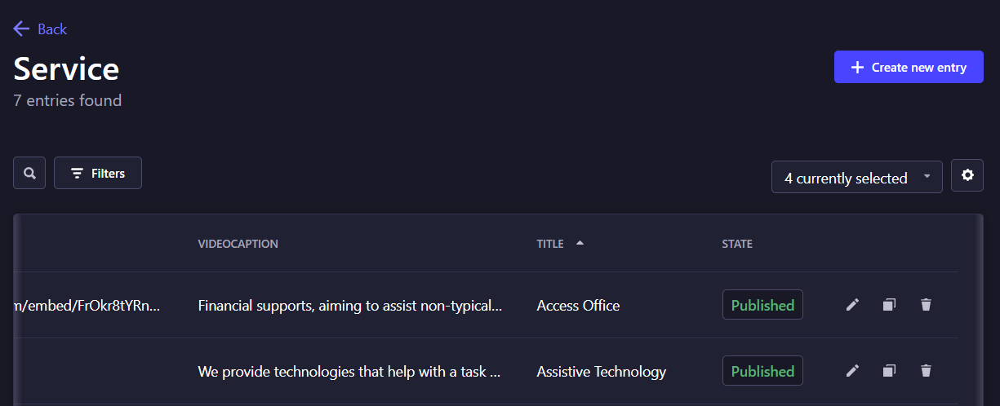 Back
Service
Create new entry
7 entries found
Filters
4 currently selected
VIDEOCAPTION TITLE STATE
m/embed/FrOkr8tYRn... Financial supports, aiming to assist non-typical... Access Office Published
We provide technologies that help with a task ... Assistive Technology Published